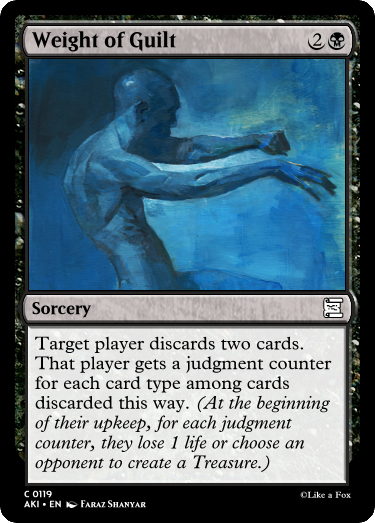 Weight of Guilt 2
Sorcery
Target player discards two cards.
That player gets a judgment counter
for each card type among cards
discarded this way. (At the beginning
of their upkeep, for each judgment
counter, they lose 1 life or choose an
opponent to create a Treasure.)
C 0119
AKI • EN Faraz Shanyar
©Like a Fox